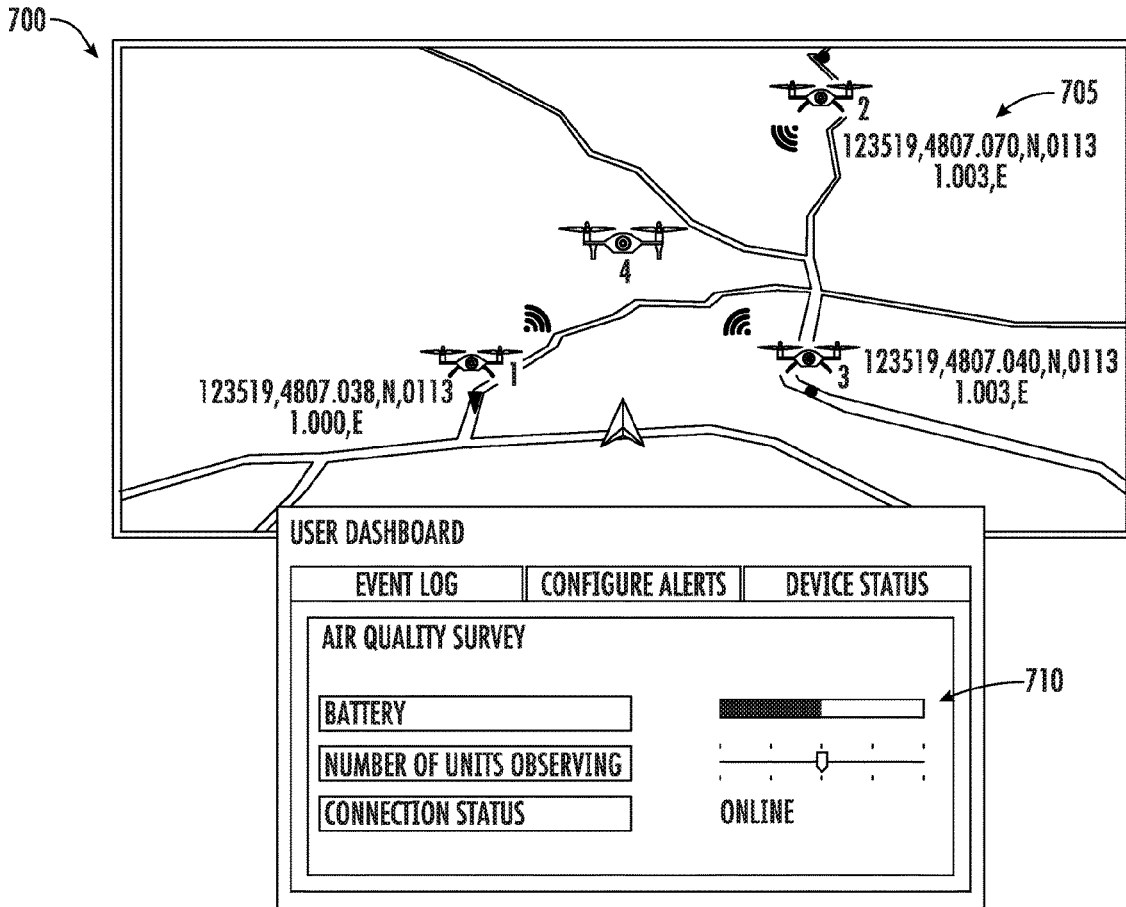 700
705
2
123519,4807.070,N,0113
1.003,E
4
1
3
123519,4807.040,N,0113
1.003,E
123519,4807.038,N,0113
1.000,E
USER DASHBOARD
EVENT LOG
CONFIGURE ALERTS
DEVICE STATUS
AIR QUALITY SURVEY
710
BATTERY
NUMBER OF UNITS OBSERVING
CONNECTION STATUS
ONLINE